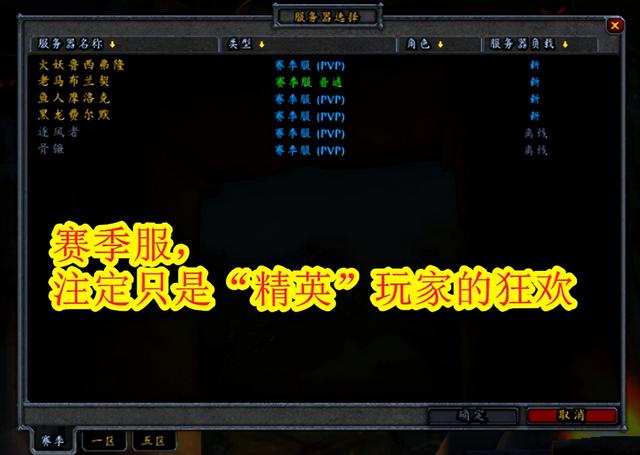 服务器选择
服务器名称 类型 角色 服务器负载
火妖鲁西弗隆 赛季服 (PVP) 新
老马布兰契 赛季服 普通 新
鱼人摩洛克 赛季服 (PVP) 新
黑龙费尔默 赛季服 (PVP) 新
逐风者 赛季服 (PVP) 离线
骨锤 赛季服 (PVP) 离线
赛季服，
注定只是“精英”玩家的狂欢
确定 取消
赛季 一区 五区